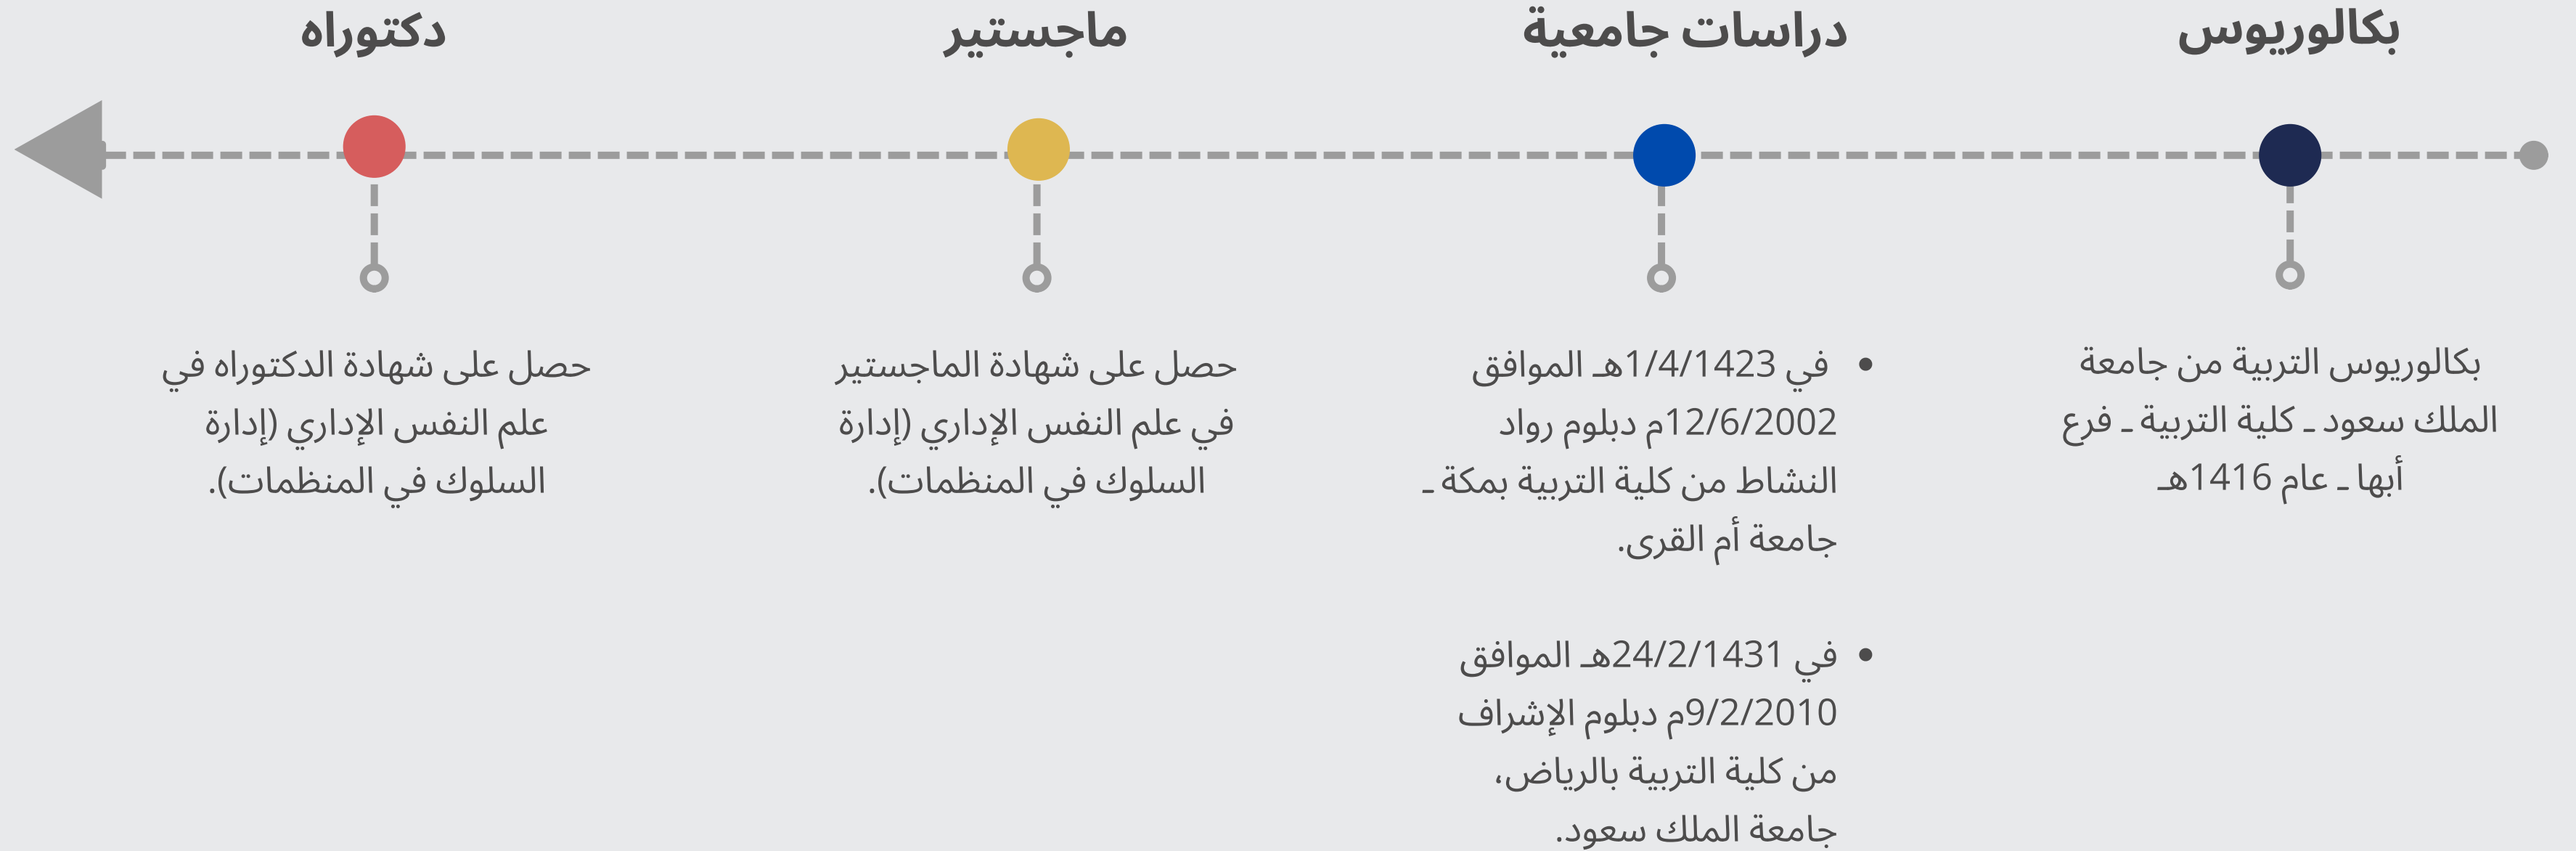 بكالوريوس
بكالوريوس التربية من جامعة
الملك سعود ـ كلية التربية ـ فرع
أبها ـ عام 1416هـ
دراسات جامعية
• في 1/4/1423هـ الموافق
12/6/2002م دبلوم رواد
النشاط من كلية التربية بمكة ـ
جامعة أم القرى.
• في 24/2/1431هـ الموافق
9/2/2010م دبلوم الإشراف
من كلية التربية بالرياض،
جامعة الملك سعود.
ماجستير
حصل على شهادة الماجستير
في علم النفس الإداري (إدارة
السلوك في المنظمات).
دكتوراه
حصل على شهادة الدكتوراه في
علم النفس الإداري (إدارة
السلوك في المنظمات).